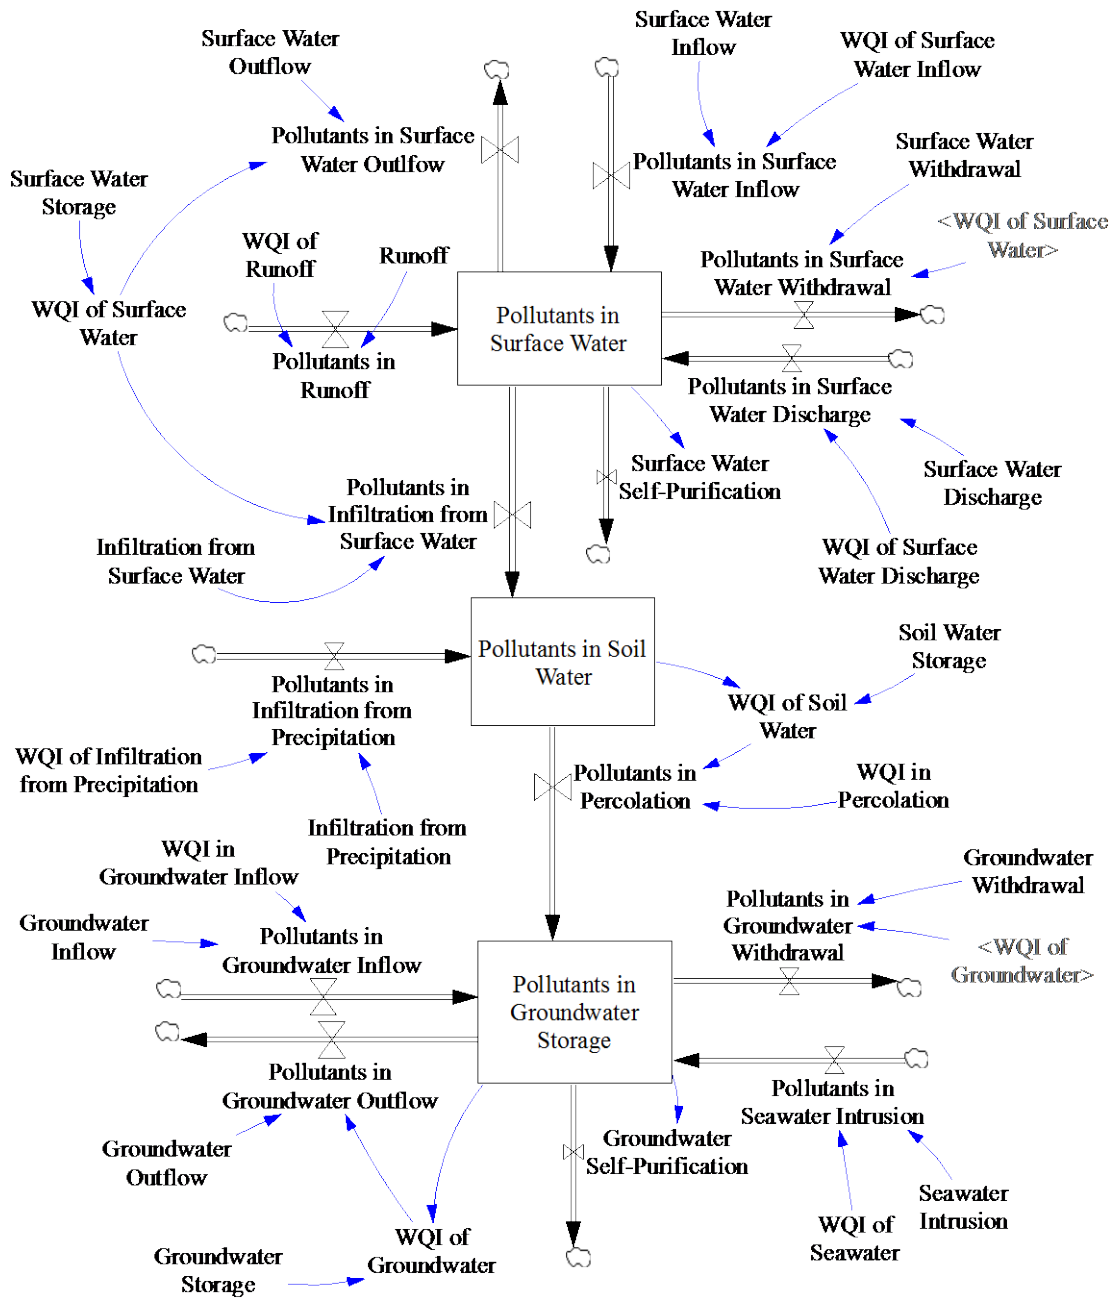 Surface Water
Outflow
Surface Water
Inflow
WQI of Surface
Water Inflow
Pollutants in Surface
Water Outlfow
Pollutants in Surface
Water Inflow
Surface Water
Withdrawal
Surface Water
Storage
<WQI of Surface
Water>
WQI of
Runoff
Runoff
Pollutants in Surface
Water Withdrawal
WQI of Surface
Water
Pollutants in
Surface Water
Pollutants in
Runoff
Pollutants in Surface
Water Discharge
Surface Water
Self-Purification
Surface Water
Discharge
Pollutants in
Infiltration from
Surface Water
Infiltration from
Surface Water
WQI of Surface
Water Discharge
Pollutants in Soil
Water
Soil Water
Storage
Pollutants in
Infiltration from
Precipitation
WQI of Soil
Water
WQI of Infiltration
from Precipitation
Pollutants in
Percolation
WQI in
Percolation
Infiltration from
Precipitation
WQI in
Groundwater Inflow
Groundwater
Withdrawal
Pollutants in
Groundwater
Withdrawal
Groundwater
Inflow
Pollutants in
Groundwater Inflow
<WQI of
Groundwater>
Pollutants in
Groundwater
Storage
Pollutants in
Groundwater Outflow
Pollutants in
Seawater Intrusion
Groundwater
Outflow
Groundwater
Self-Purification
Seawater
Intrusion
WQI of
Groundwater
WQI of
Seawater
Groundwater
Storage